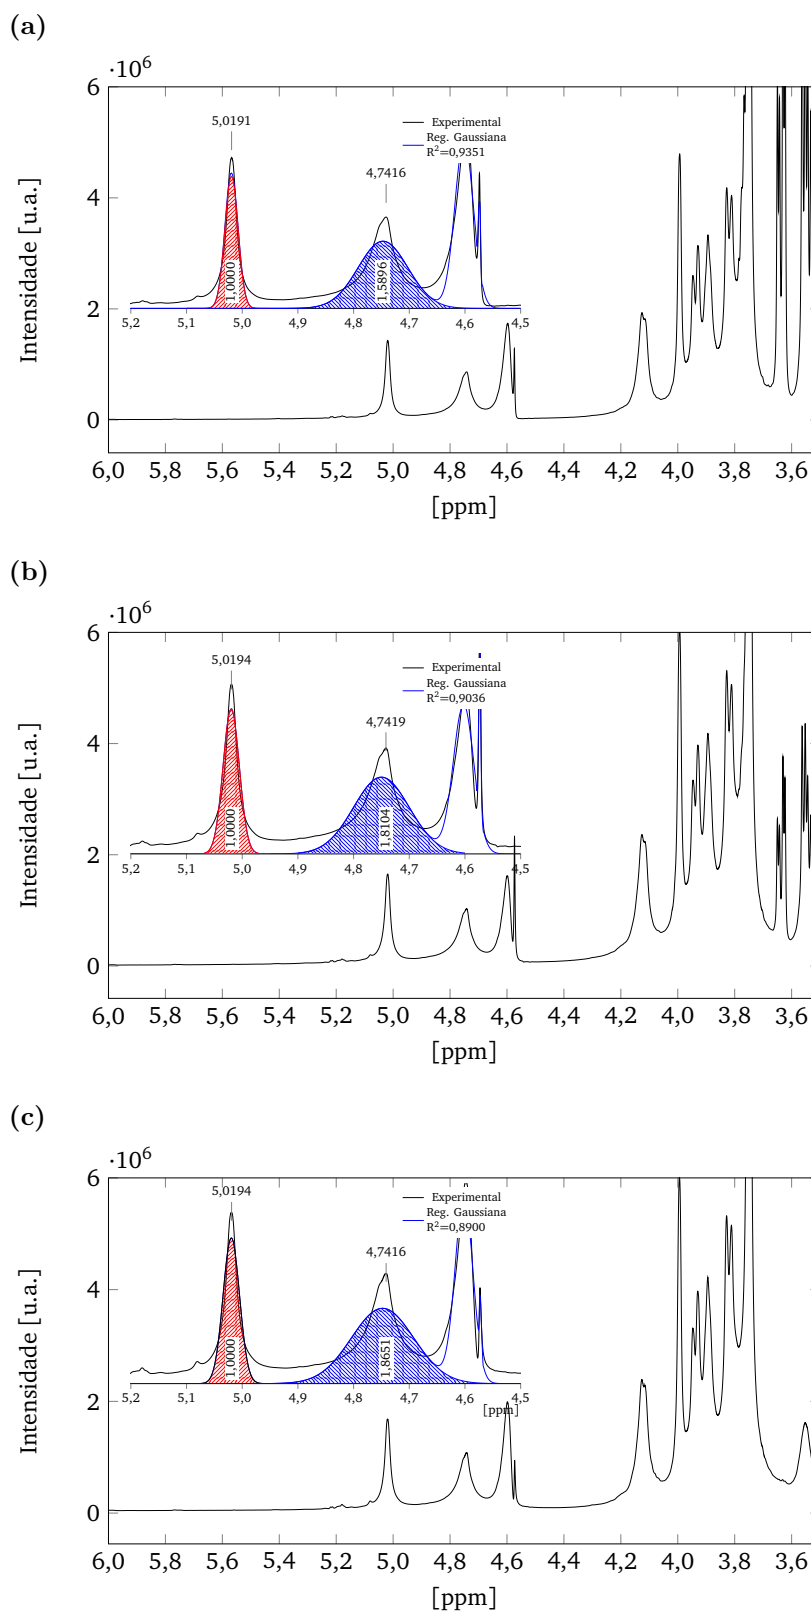 (a)
·10⁶
6
5,0191
Experimental
Reg. Gaussiana
R²=0,9351
4,7416
4
1,0000
1,5896
2
5,2 5,1 5,0 4,9 4,8 4,7 4,6 4,5
0
Intensidade [u.a.]
6,0 5,8 5,6 5,4 5,2 5,0 4,8 4,6 4,4 4,2 4,0 3,8 3,6
[ppm]
(b)
·10⁶
6
5,0194
Experimental
Reg. Gaussiana
R²=0,9036
4,7419
4
1,0000
1,8104
2
5,2 5,1 5,0 4,9 4,8 4,7 4,6 4,5
0
Intensidade [u.a.]
6,0 5,8 5,6 5,4 5,2 5,0 4,8 4,6 4,4 4,2 4,0 3,8 3,6
[ppm]
(c)
·10⁶
6
5,0194
Experimental
Reg. Gaussiana
R²=0,8900
4,7416
4
1,0000
1,8651
2
5,2 5,1 5,0 4,9 4,8 4,7 4,6 4,5
[ppm]
0
Intensidade [u.a.]
6,0 5,8 5,6 5,4 5,2 5,0 4,8 4,6 4,4 4,2 4,0 3,8 3,6
[ppm]